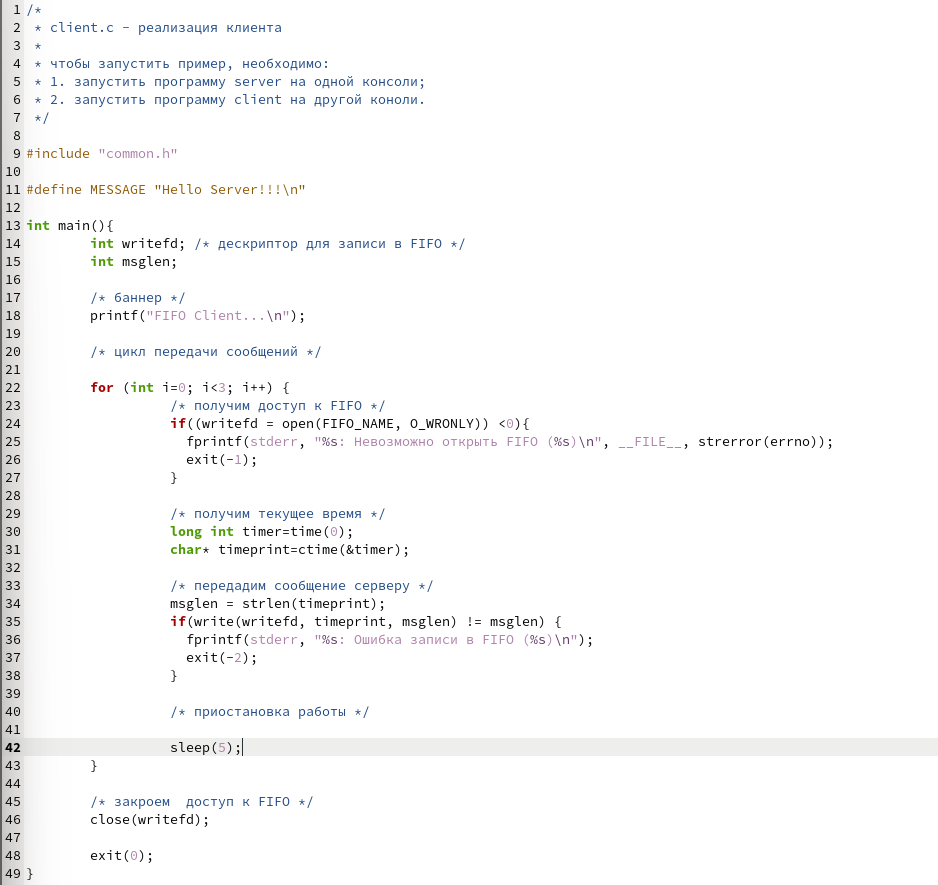 1 /*
2  * client.c - реализация клиента
3  *
4  * чтобы запустить пример, необходимо:
5  * 1. запустить программу server на одной консоли;
6  * 2. запустить программу client на другой коноли.
7  */
8
9 #include "common.h"
10
11 #define MESSAGE "Hello Server!!!\n"
12
13 int main(){
14         int writefd; /* дескриптор для записи в FIFO */
15         int msglen;
16
17         /* баннер */
18         printf("FIFO Client...\n");
19
20         /* цикл передачи сообщений */
21
22         for (int i=0; i<3; i++) {
23                   /* получим доступ к FIFO */
24                   if((writefd = open(FIFO_NAME, O_WRONLY)) <0){
25                     fprintf(stderr, "%s: Невозможно открыть FIFO (%s)\n", __FILE__, strerror(errno));
26                     exit(-1);
27                   }
28
29                   /* получим текущее время */
30                   long int timer=time(0);
31                   char* timeprint=ctime(&timer);
32
33                   /* передадим сообщение серверу */
34                   msglen = strlen(timeprint);
35                   if(write(writefd, timeprint, msglen) != msglen) {
36                     fprintf(stderr, "%s: Ошибка записи в FIFO (%s)\n");
37                     exit(-2);
38                   }
39
40                   /* приостановка работы */
41
42                   sleep(5);
43         }
44
45         /* закроем  доступ к FIFO */
46         close(writefd);
47
48         exit(0);
49 }